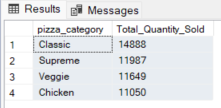 Results Messages
pizza_category Total_Quantity_Sold
1 Classic 14888
2 Supreme 11987
3 Veggie 11649
4 Chicken 11050